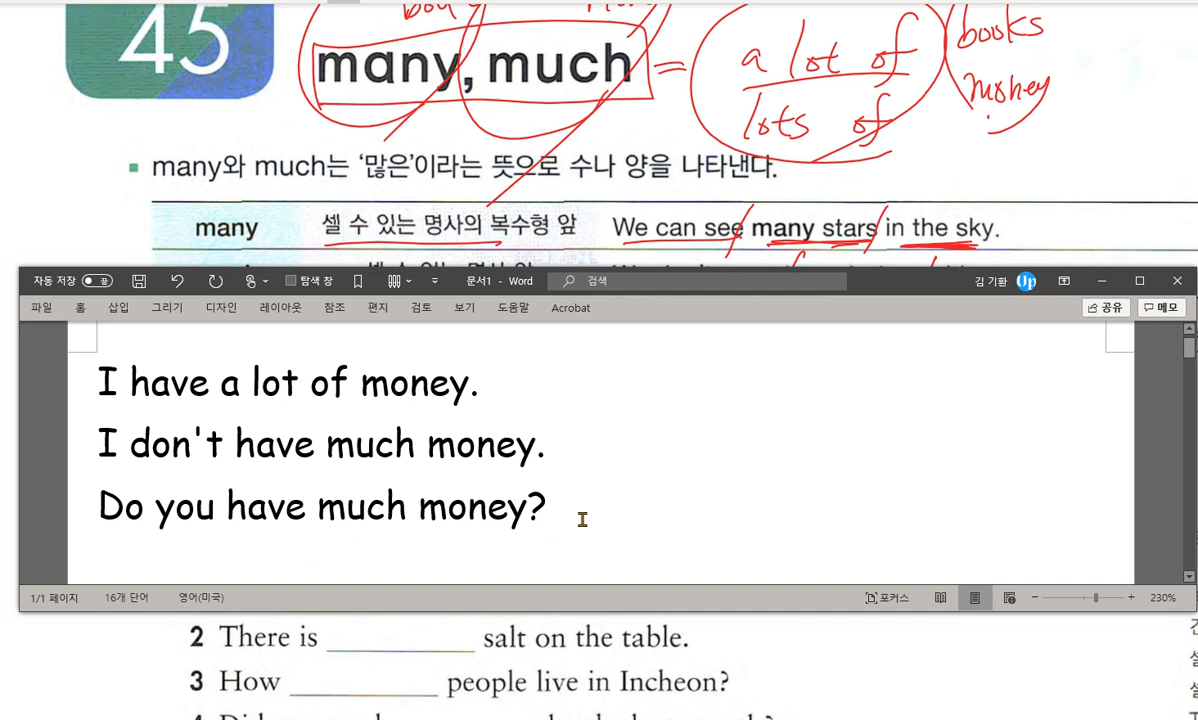 45
many, much = a lot of
lots of
books
money
many와 much는 ‘많은’이라는 뜻으로 수나 양을 나타낸다.
many 셀 수 있는 명사의 복수형 앞 We can see many stars in the sky.
자동 저장 끔 탐색 창 문서1 - Word 검색 김 기환 Up
파일 홈 삽입 그리기 디자인 레이아웃 참조 편지 검토 보기 도움말 Acrobat 공유 메모
I have a lot of money.
I don't have much money.
Do you have much money?
1/1 페이지 16개 단어 영어(미국) 포커스 230%
2 There is ________ salt on the table.
3 How ________ people live in Incheon?